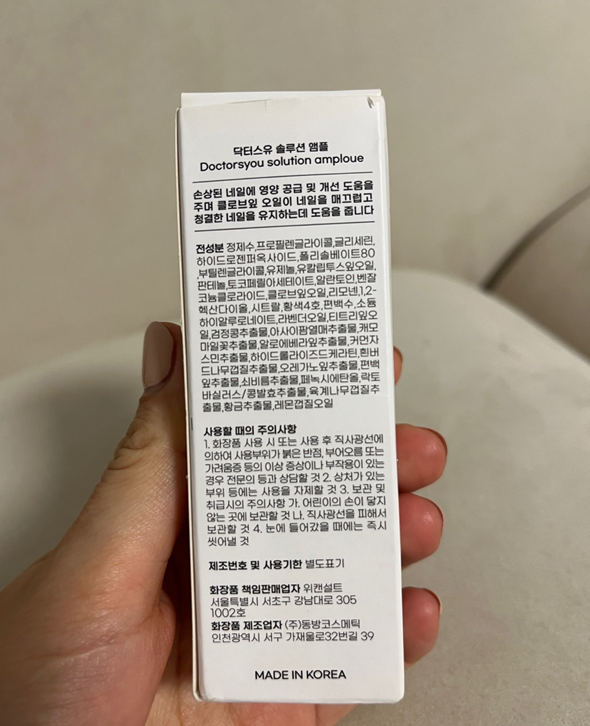 닥터스유 솔루션 앰플
Doctorsyou solution amploue
손상된 네일에 영양 공급 및 개선 도움을
주며 클로브잎 오일이 네일을 매끄럽고
청결한 네일을 유지하는데 도움을 줍니다
전성분 정제수,프로필렌글라이콜,글리세린,
하이드로젠퍼옥사이드,폴리솔베이트80
,부틸렌글라이콜,유제놀,유칼립투스잎오일,
판테놀,토코페릴아세테이트,알란토인,벤잘
코늄클로라이드,클로브잎오일,리모넨,1,2-
헥산다이올,시트랄,황색4호,편백수,소듐
하이알루로네이트,라벤더오일,티트리잎오
일,검정콩추출물,아사이팜열매추출물,캐모
마일꽃추출물,알로에베라잎추출물,커먼자
스민추출물,하이드롤라이즈드케라틴,흰버
드나무껍질추출물,오레가노잎추출물,편백
잎추출물,쇠비름추출물,페녹시에탄올,락토
바실러스/콩발효추출물,육계나무껍질추
출물,황금추출물,레몬껍질오일
사용할 때의 주의사항
1. 화장품 사용 시 또는 사용 후 직사광선에
의하여 사용부위가 붉은 반점, 부어오름 또는
가려움증 등의 이상 증상이나 부작용이 있는
경우 전문의 등과 상담할 것 2. 상처가 있는
부위 등에는 사용을 자제할 것 3. 보관 및
취급시의 주의사항 가. 어린이의 손이 닿지
않는 곳에 보관할 것 나. 직사광선을 피해서
보관할 것 4. 눈에 들어갔을 때에는 즉시
씻어낼 것
제조번호 및 사용기한 별도표기
화장품 책임판매업자 위캔설트
서울특별시 서초구 강남대로 305
1002호
화장품 제조업자 (주)동방코스메틱
인천광역시 서구 가재울로32번길 39
MADE IN KOREA